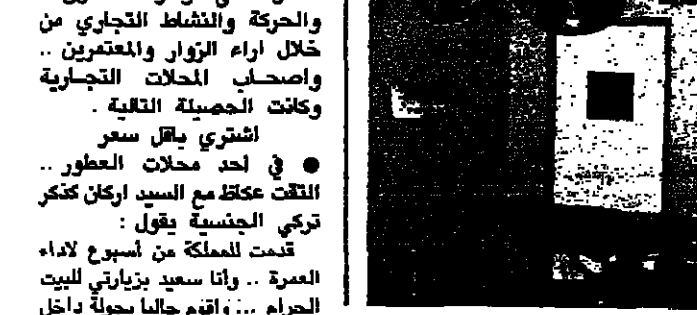 والحركة والنشاط التجاري من
خلال اراء الزوار والمعتمرين ..
واصحاب المحلات التجارية
وكانت الحصيلة التالية .
اشتري باقل سعر
● في احد محلات العطور ..
التقت عكاظ مع السيد اركان كذكر
تركي الجنسية يقول :
قدمت للمملكة من أسبوع لاداء
العمرة .. وأنا سعيد بزيارتي للبيت
الحرام .. واقوم حاليا بجولة داخل